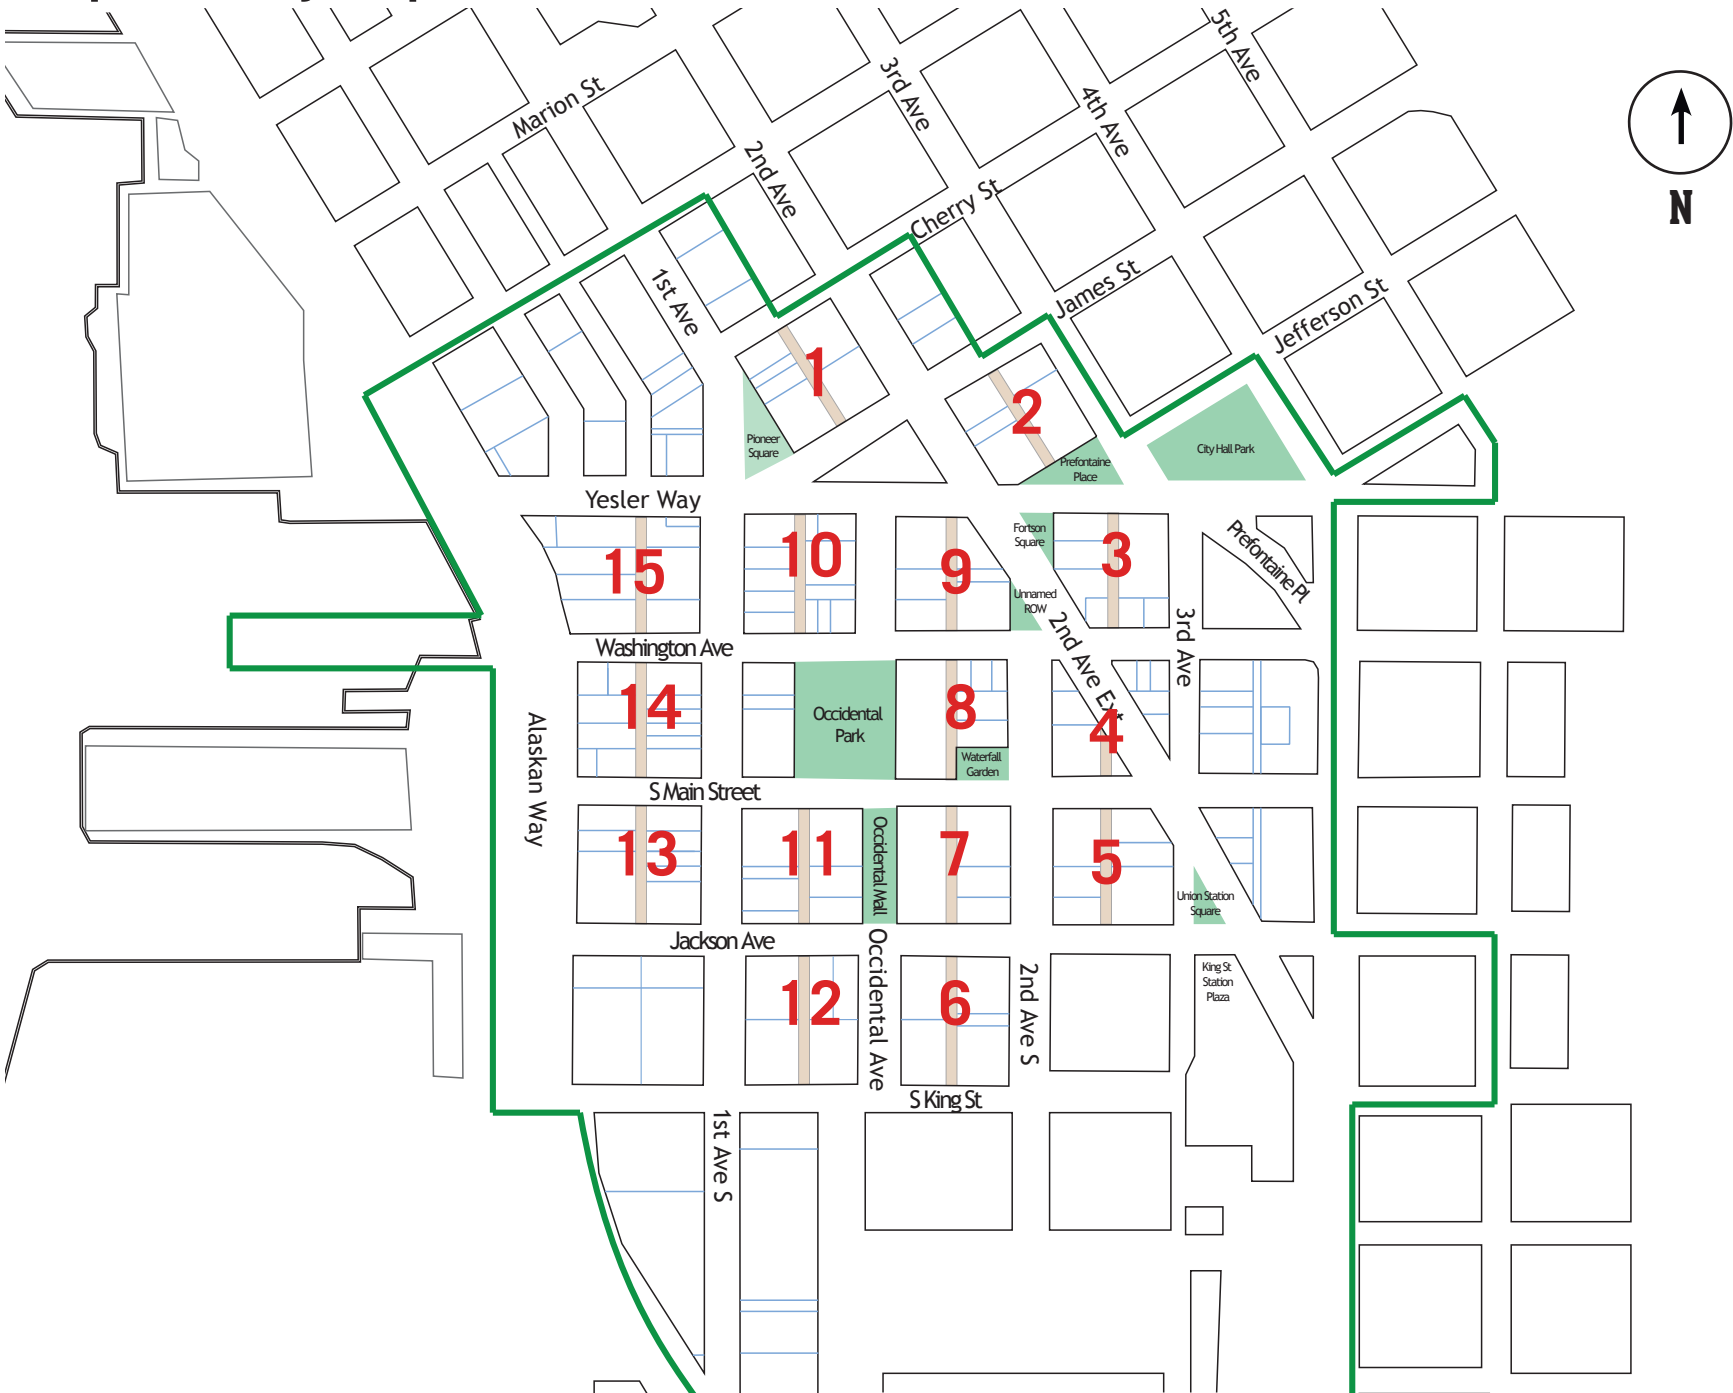 5th Ave
3rd Ave
Marion St
4th Ave
2nd Ave
N
Cherry St
1st Ave
James St
Jefferson St
1
2
Pioneer
Square
City Hall Park
Prefontaine
Place
Yesler Way
Fortson
Square
Prefontaine Pl
15
10
9
3
Unnamed
ROW
2nd Ave Ext
3rd Ave
Washington Ave
14
Occidental
Park
8
4
Waterfall
Garden
Alaskan Way
S Main Street
13
11
Occidental Mall
7
5
Union Station
Square
Jackson Ave
Occidental Ave
King St
Station
Plaza
12
6
2nd Ave S
S King St
1st Ave S